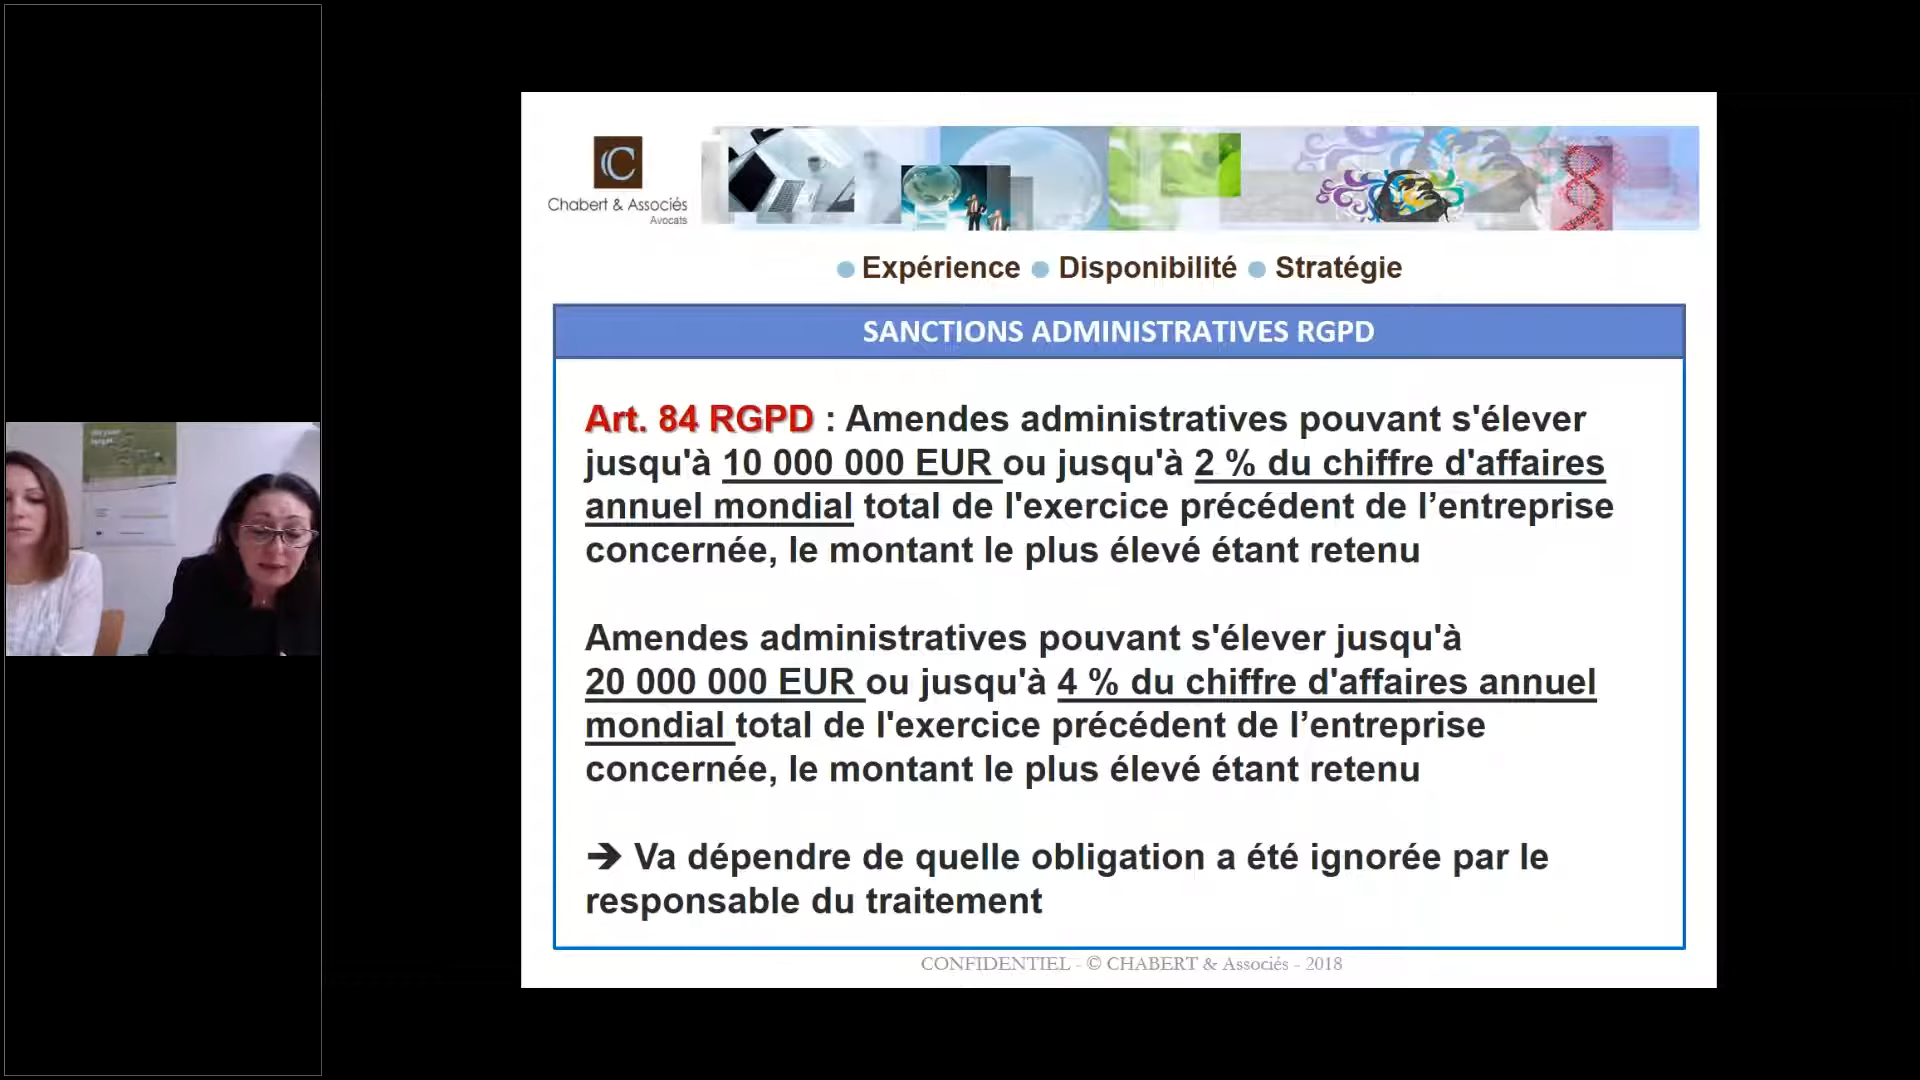 Chabert & Associés
Avocats
Expérience Disponibilité Stratégie
SANCTIONS ADMINISTRATIVES RGPD
Art. 84 RGPD : Amendes administratives pouvant s'élever
jusqu'à 10 000 000 EUR ou jusqu'à 2 % du chiffre d'affaires
annuel mondial total de l'exercice précédent de l’entreprise
concernée, le montant le plus élevé étant retenu
Amendes administratives pouvant s'élever jusqu'à
20 000 000 EUR ou jusqu'à 4 % du chiffre d'affaires annuel
mondial total de l'exercice précédent de l’entreprise
concernée, le montant le plus élevé étant retenu
➔ Va dépendre de quelle obligation a été ignorée par le
responsable du traitement
CONFIDENTIEL - © CHABERT & Associés - 2018